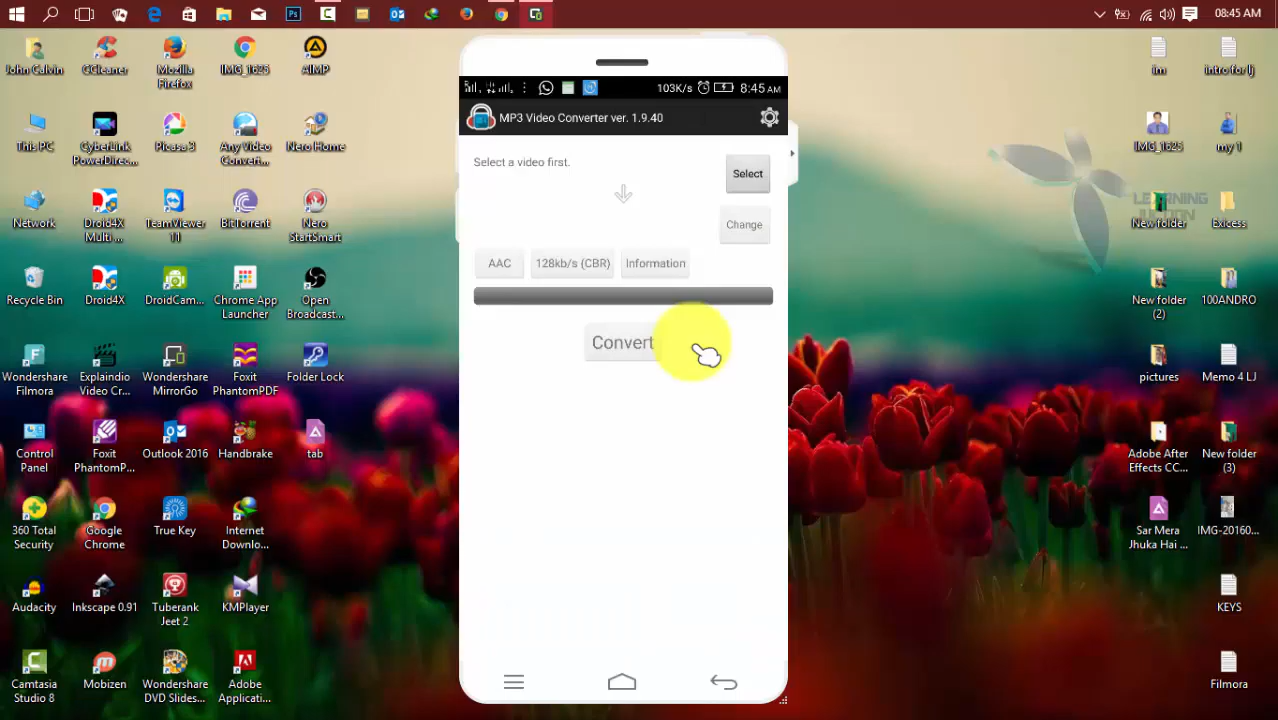 08:45 AM
John Calvin
CCleaner
Mozilla
Firefox
IMG_1625
AIMP
This PC
CyberLink
PowerDirec...
Picasa 3
Any Video
Convert...
Nero Home
Network
Droid4X
Multi ...
TeamViewer
11
BitTorrent
Nero
StartSmart
Recycle Bin
Droid4X
DroidCam...
Chrome App
Launcher
Open
Broadcast...
Wondershare
Filmora
Explaindio
Video Cr...
Wondershare
MirrorGo
Foxit
PhantomPDF
Folder Lock
Control
Panel
Foxit
PhantomP...
Outlook 2016
Handbrake
tab
360 Total
Security
Google
Chrome
True Key
Internet
Downlo...
Audacity
Inkscape 0.91
Tuberank
Jeet 2
KMPlayer
Camtasia
Studio 8
Mobizen
Wondershare
DVD Slides...
Adobe
Applicati...
103K/s 8:45 AM
MP3 Video Converter ver. 1.9.40
Select a video first.
Select
Change
AAC
128kb/s (CBR)
Information
Convert
im
intro for lj
IMG_1625
my 1
LEARNING
JUNCTION
New folder
Exicess
New folder
(2)
100ANDRO
pictures
Memo 4 LJ
Adobe After
Effects CC...
New folder
(3)
Sar Mera
Jhuka Hai ...
IMG-20160...
KEYS
Filmora